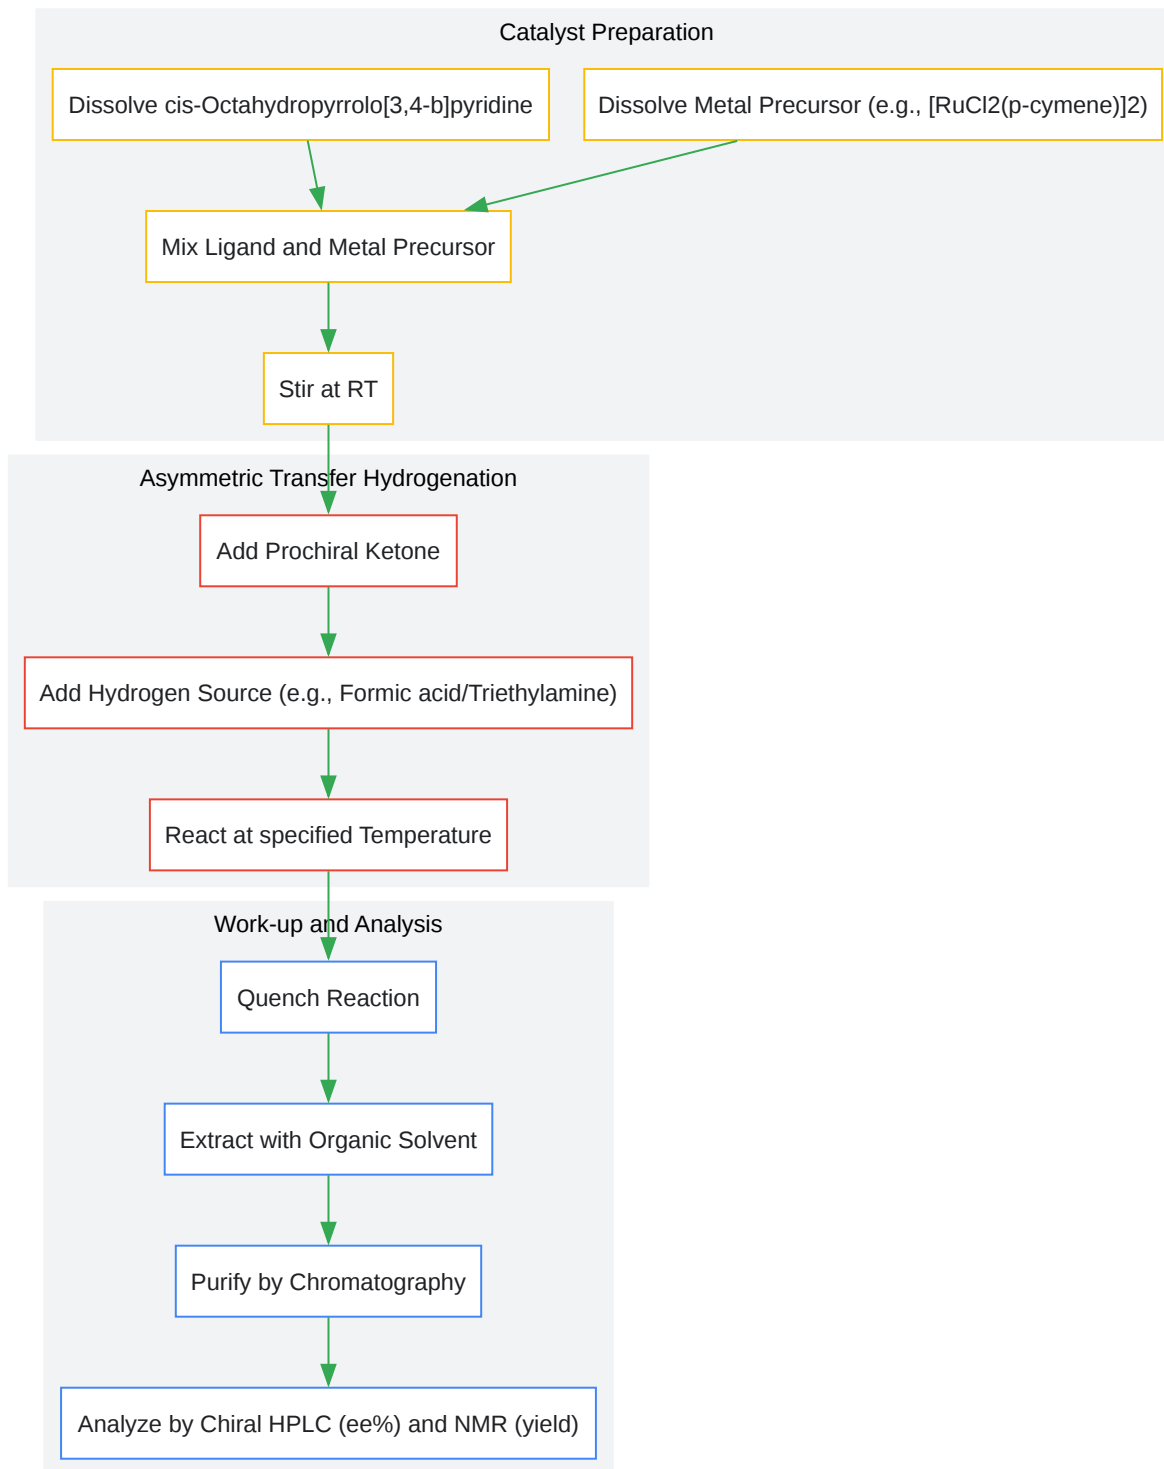 Catalyst Preparation
Dissolve cis-Octahydropyrrolo[3,4-b]pyridine
Dissolve Metal Precursor (e.g., [RuCl2(p-cymene)]2)
Mix Ligand and Metal Precursor
Stir at RT
Asymmetric Transfer Hydrogenation
Add Prochiral Ketone
Add Hydrogen Source (e.g., Formic acid/Triethylamine)
React at specified Temperature
Work-up and Analysis
Quench Reaction
Extract with Organic Solvent
Purify by Chromatography
Analyze by Chiral HPLC (ee%) and NMR (yield)